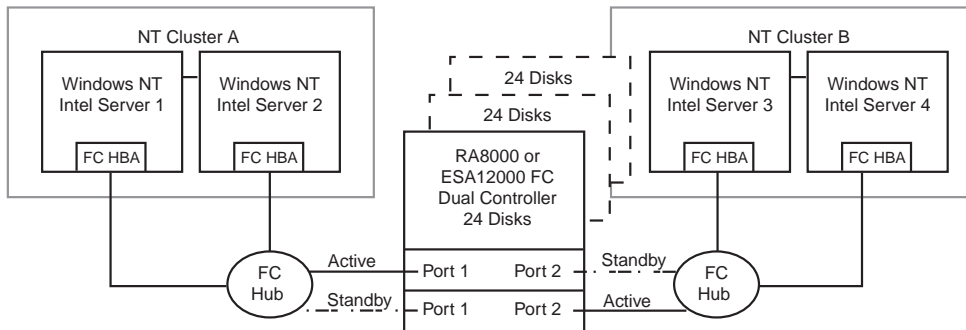 NT Cluster A
Windows NT
Intel Server 1
FC HBA
Windows NT
Intel Server 2
FC HBA
24 Disks
24 Disks
RA8000 or
ESA12000 FC
Dual Controller
24 Disks
NT Cluster B
Windows NT
Intel Server 3
FC HBA
Windows NT
Intel Server 4
FC HBA
FC
Hub
Active
Standby
Port 1
Port 2
Port 1
Port 2
Standby
Active
FC
Hub